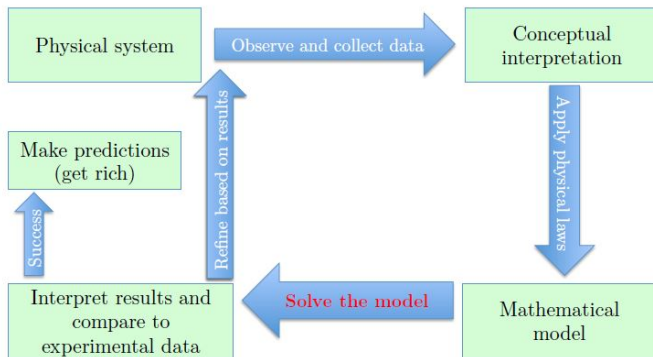 Physical system
Observe and collect data
Conceptual
interpretation
Apply physical laws
Mathematical
model
Solve the model
Interpret results and
compare to
experimental data
Refine based on results
Success
Make predictions
(get rich)